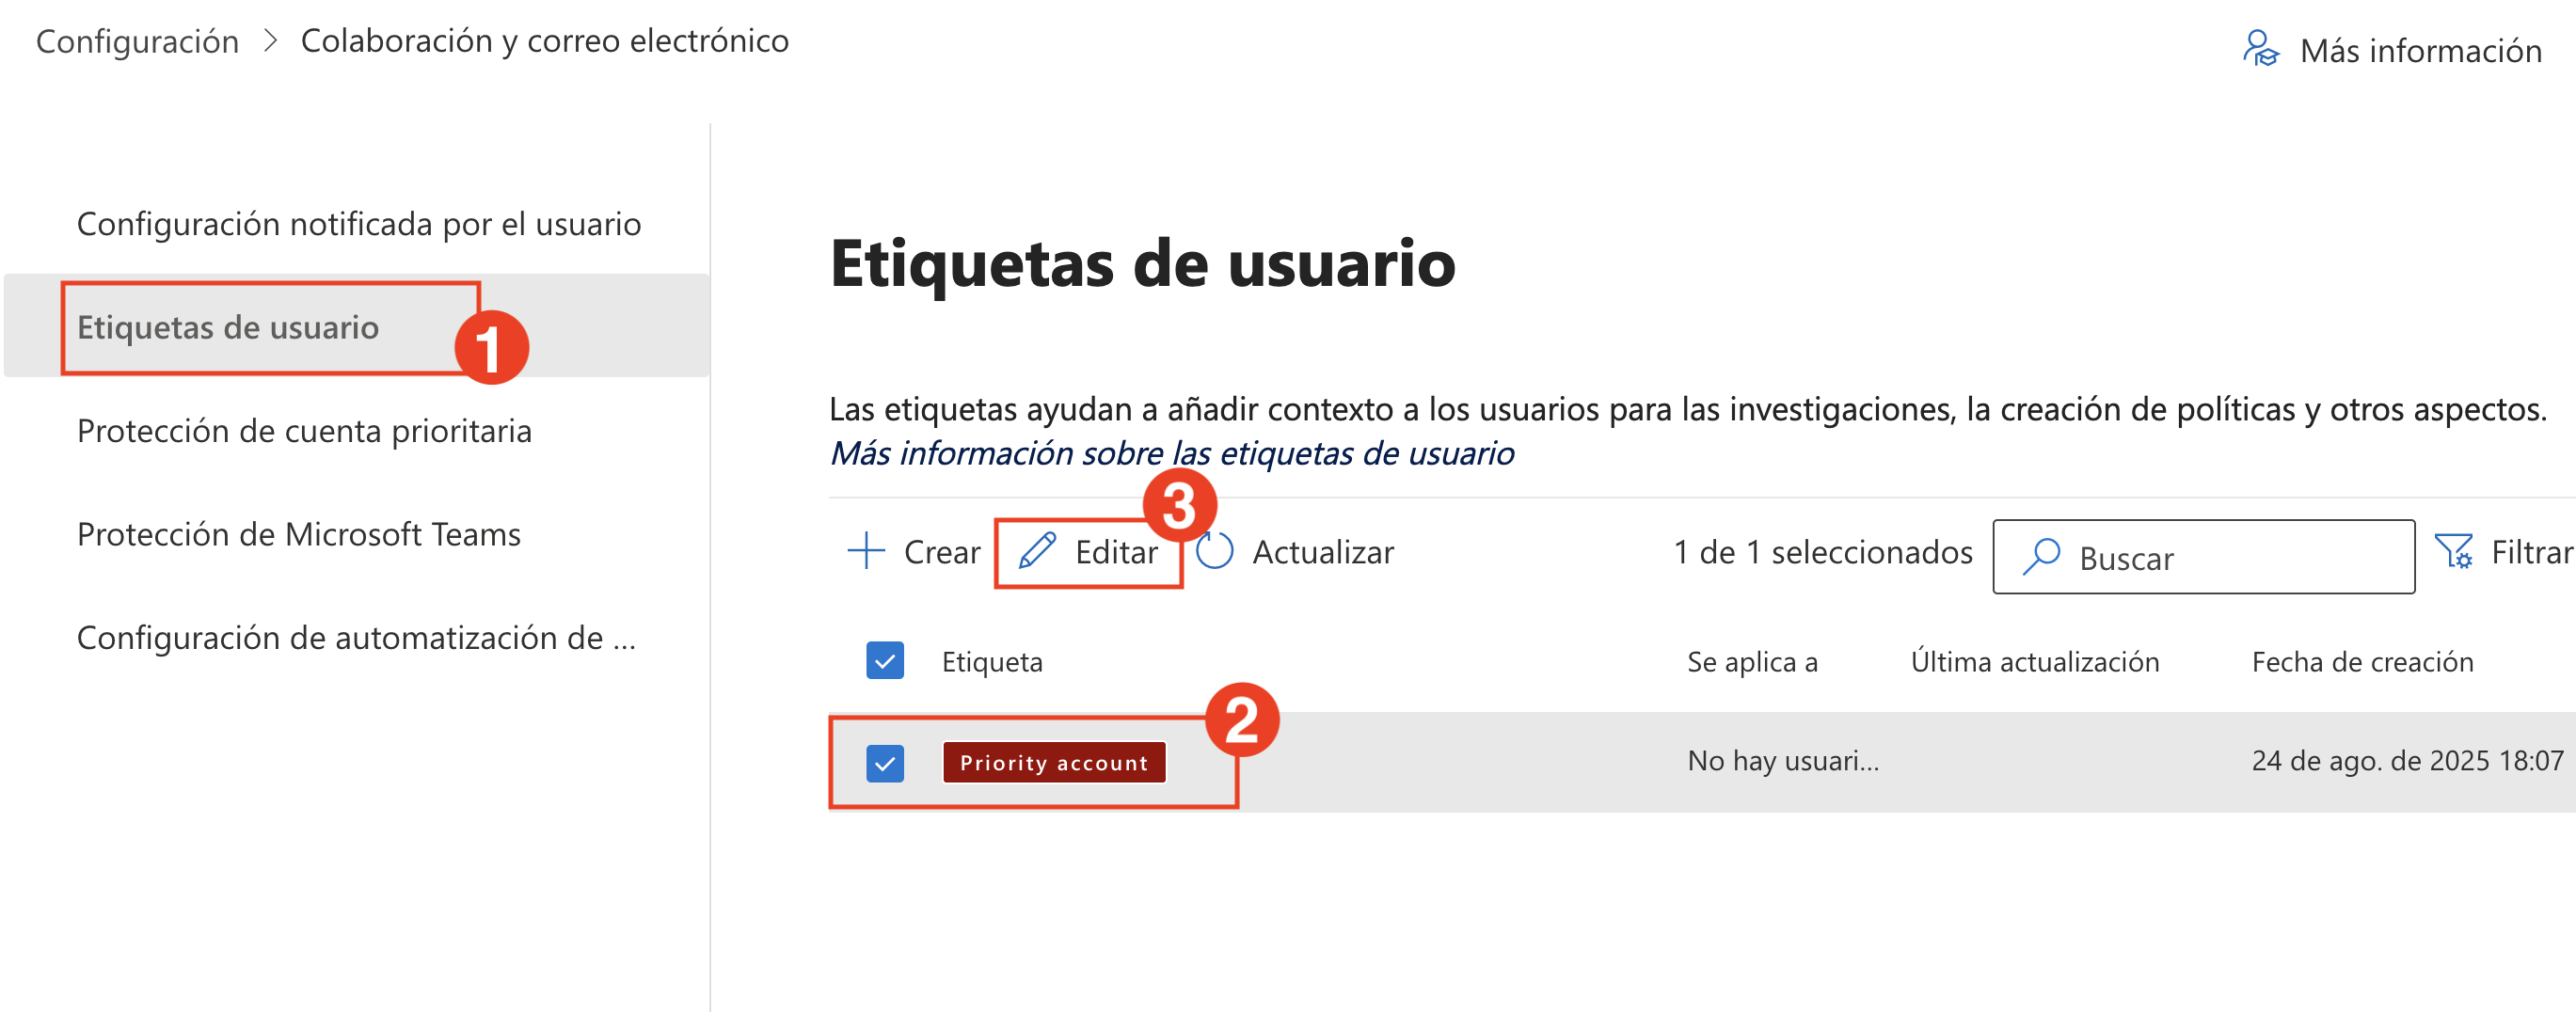 Configuración > Colaboración y correo electrónico
Más información
Configuración notificada por el usuario
Etiquetas de usuario
1
Protección de cuenta prioritaria
Protección de Microsoft Teams
Configuración de automatización de ...
Etiquetas de usuario
Las etiquetas ayudan a añadir contexto a los usuarios para las investigaciones, la creación de políticas y otros aspectos.
Más información sobre las etiquetas de usuario
3
Crear Editar Actualizar 1 de 1 seleccionados Buscar Filtrar
Etiqueta Se aplica a Última actualización Fecha de creación
2
Priority account No hay usuari... 24 de ago. de 2025 18:07